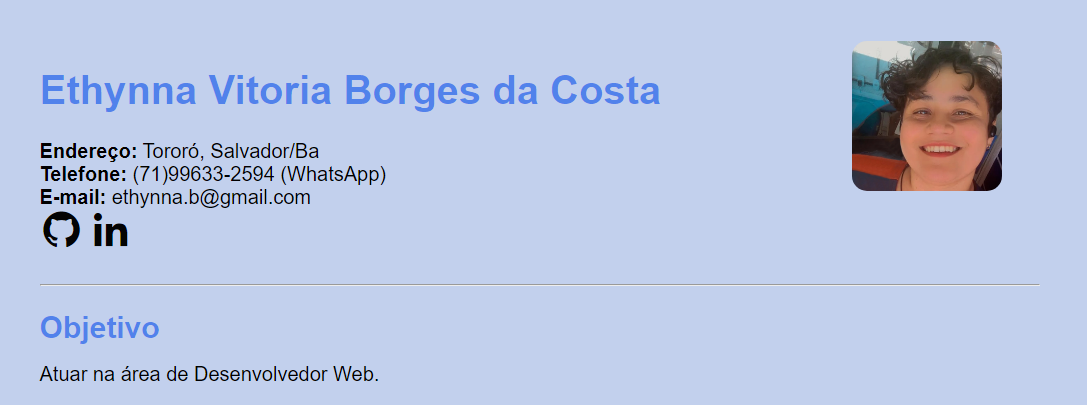 Ethynna Vitoria Borges da Costa
Endereço: Tororó, Salvador/Ba
Telefone: (71)99633-2594 (WhatsApp)
E-mail: ethynna.b@gmail.com
in
Objetivo
Atuar na área de Desenvolvedor Web.